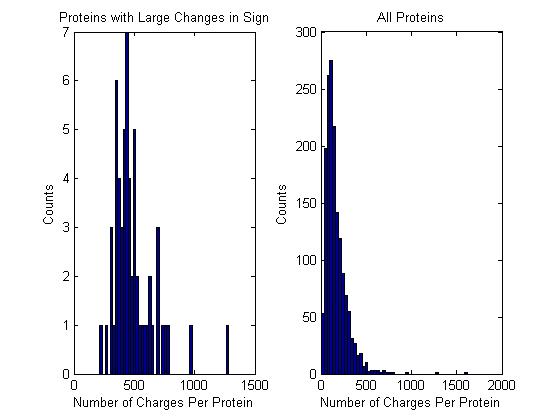 Proteins with Large Changes in Sign
7
6
5
4
3
2
1
0
Counts
0 500 1000 1500
Number of Charges Per Protein
All Proteins
300
250
200
150
100
50
0
Counts
0 500 1000 1500 2000
Number of Charges Per Protein